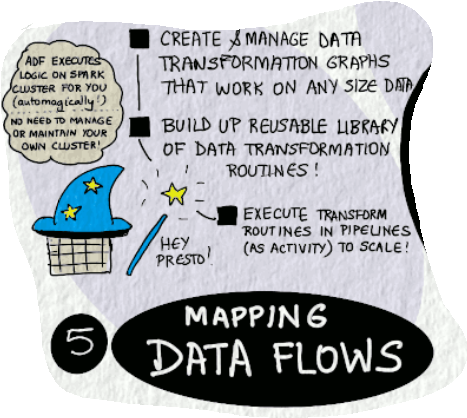 ADF EXECUTES
LOGIC ON SPARK
CLUSTER FOR YOU
(automagically!)
NO NEED TO MANAGE
OR MAINTAIN YOUR
OWN CLUSTER!
CREATE & MANAGE DATA
TRANSFORMATION GRAPHS
THAT WORK ON ANY SIZE DATA
BUILD UP REUSABLE LIBRARY
OF DATA TRANSFORMATION
ROUTINES!
EXECUTE TRANSFORM
ROUTINES IN PIPELINES
(AS ACTIVITY) TO SCALE!
HEY
PRESTO!
5
MAPPING
DATA FLOWS